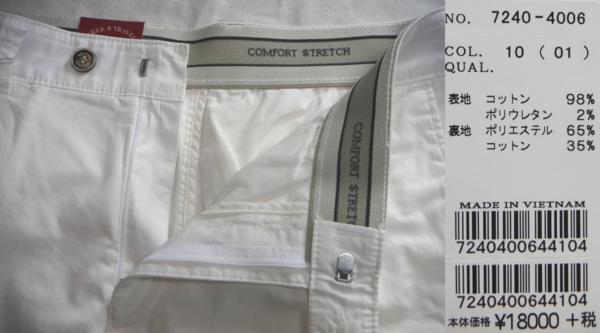 COMFORT STRETCH
COMFORT STRETCH
NO. 7240-4006
COL. 10 ( 01 )
QUAL.
表地 コットン 98%
ポリウレタン 2%
裏地 ポリエステル 65%
コットン 35%
MADE IN VIETNAM
7240400644104
7240400644104
本体価格 ¥18000 +税